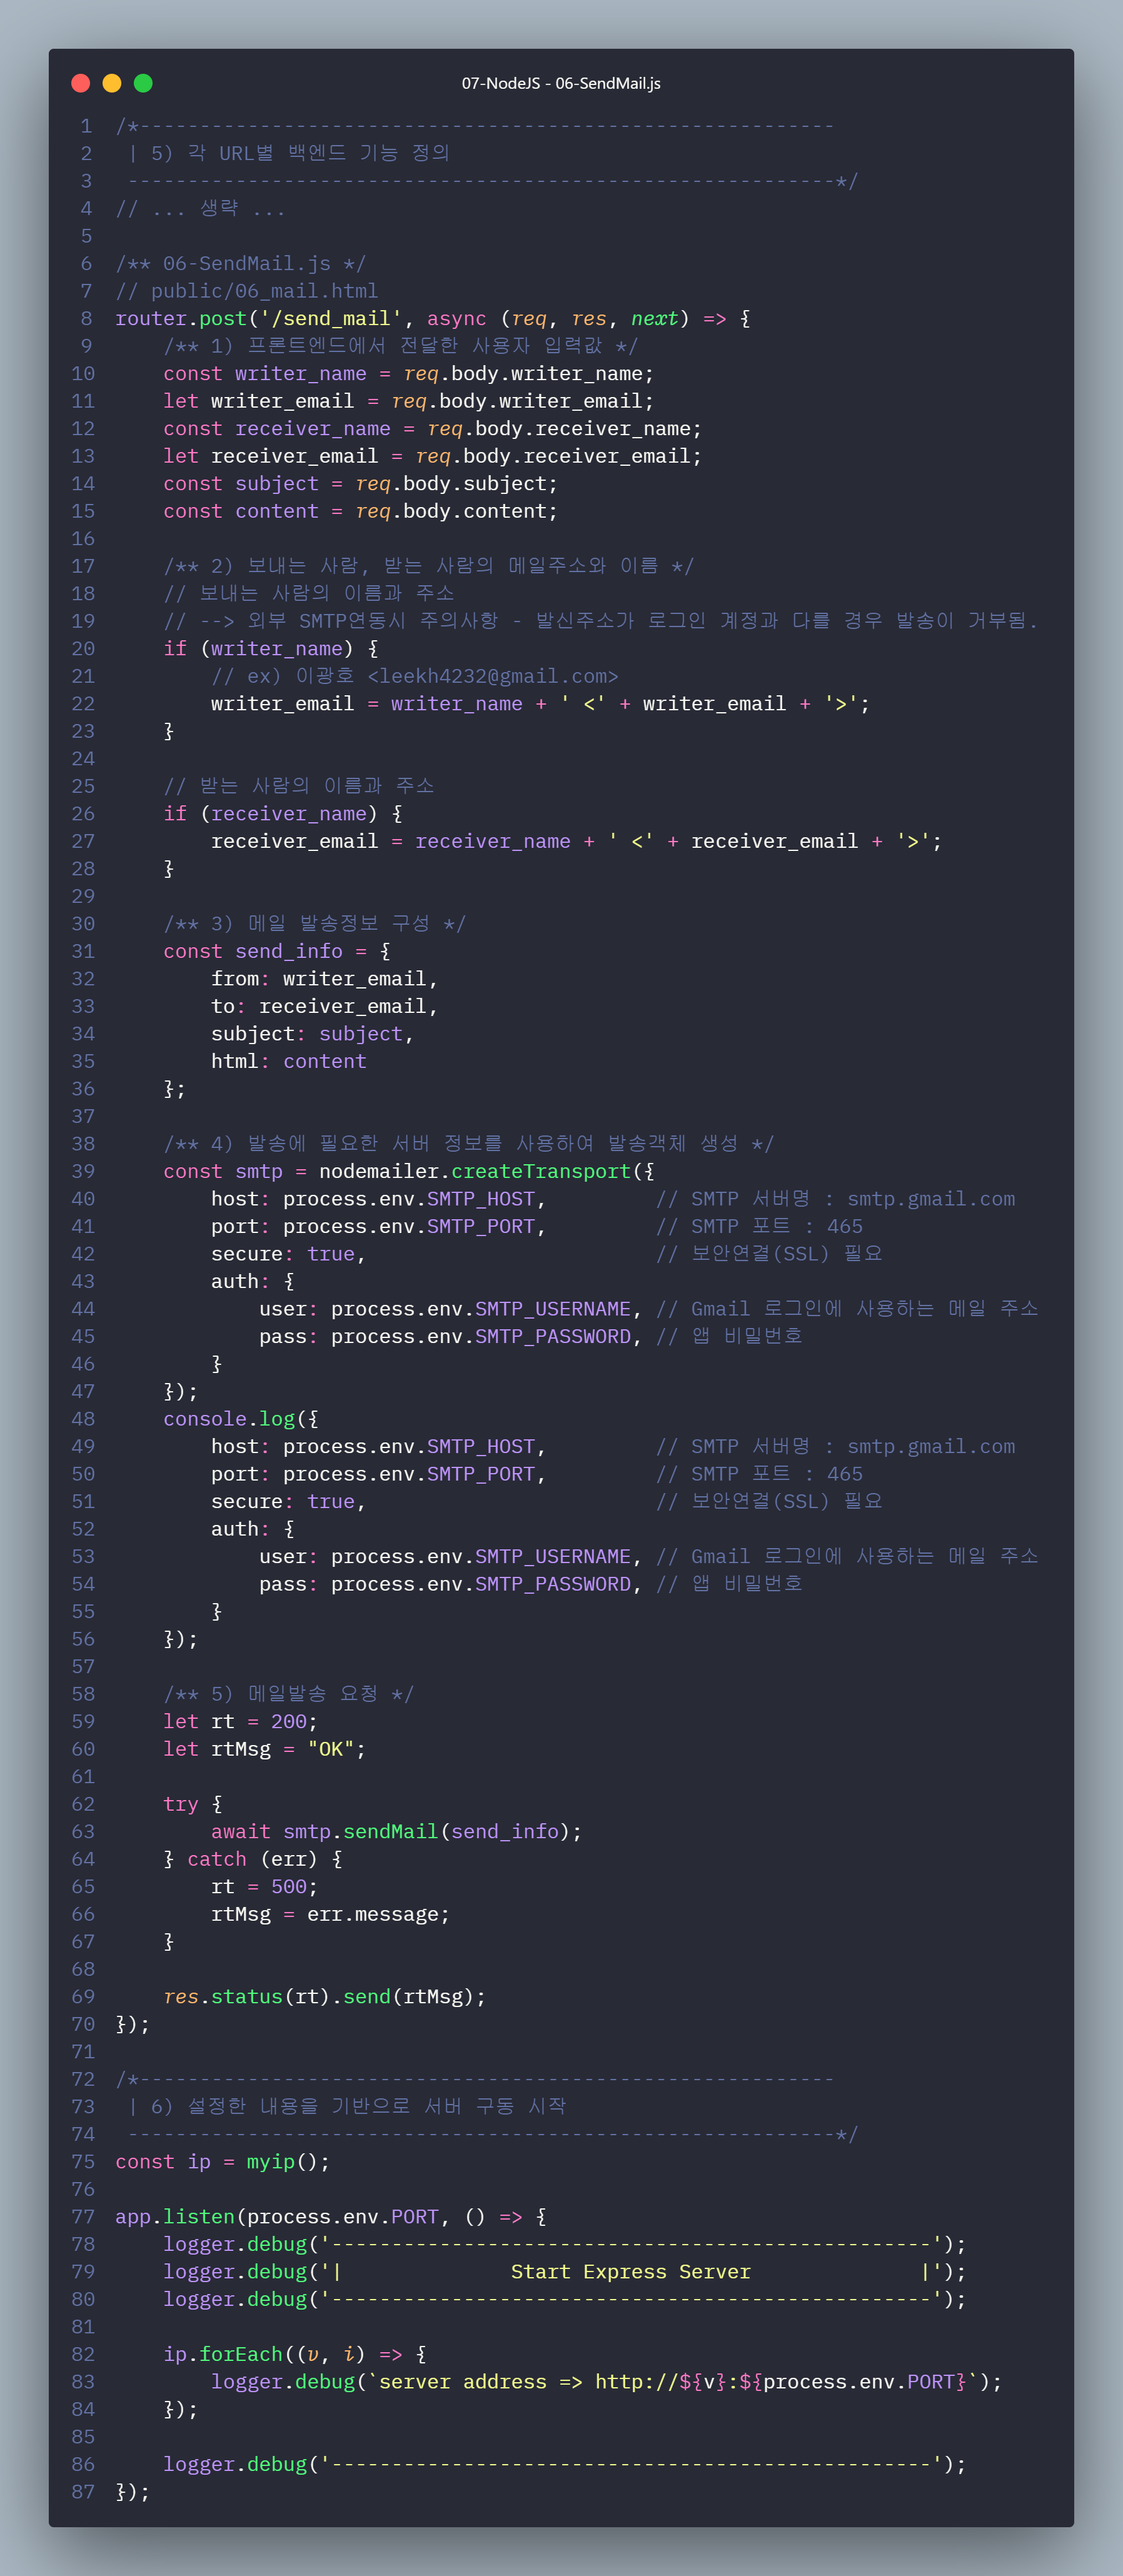 07-NodeJS - 06-SendMail.js
1 /*----------------------------------------------------------
2  | 5) 각 URL별 백엔드 기능 정의
3  -----------------------------------------------------------*/
4 // ... 생략 ...
5
6 /** 06-SendMail.js */
7 // public/06_mail.html
8 router.post('/send_mail', async (req, res, next) => {
9     /** 1) 프론트엔드에서 전달한 사용자 입력값 */
10     const writer_name = req.body.writer_name;
11     let writer_email = req.body.writer_email;
12     const receiver_name = req.body.receiver_name;
13     let receiver_email = req.body.receiver_email;
14     const subject = req.body.subject;
15     const content = req.body.content;
16
17     /** 2) 보내는 사람, 받는 사람의 메일주소와 이름 */
18     // 보내는 사람의 이름과 주소
19     // --> 외부 SMTP연동시 주의사항 - 발신주소가 로그인 계정과 다를 경우 발송이 거부됨.
20     if (writer_name) {
21         // ex) 이광호 <leekh4232@gmail.com>
22         writer_email = writer_name + ' <' + writer_email + '>';
23     }
24
25     // 받는 사람의 이름과 주소
26     if (receiver_name) {
27         receiver_email = receiver_name + ' <' + receiver_email + '>';
28     }
29
30     /** 3) 메일 발송정보 구성 */
31     const send_info = {
32         from: writer_email,
33         to: receiver_email,
34         subject: subject,
35         html: content
36     };
37
38     /** 4) 발송에 필요한 서버 정보를 사용하여 발송객체 생성 */
39     const smtp = nodemailer.createTransport({
40         host: process.env.SMTP_HOST,         // SMTP 서버명 : smtp.gmail.com
41         port: process.env.SMTP_PORT,         // SMTP 포트 : 465
42         secure: true,                        // 보안연결(SSL) 필요
43         auth: {
44             user: process.env.SMTP_USERNAME, // Gmail 로그인에 사용하는 메일 주소
45             pass: process.env.SMTP_PASSWORD, // 앱 비밀번호
46         }
47     });
48     console.log({
49         host: process.env.SMTP_HOST,         // SMTP 서버명 : smtp.gmail.com
50         port: process.env.SMTP_PORT,         // SMTP 포트 : 465
51         secure: true,                        // 보안연결(SSL) 필요
52         auth: {
53             user: process.env.SMTP_USERNAME, // Gmail 로그인에 사용하는 메일 주소
54             pass: process.env.SMTP_PASSWORD, // 앱 비밀번호
55         }
56     });
57
58     /** 5) 메일발송 요청 */
59     let rt = 200;
60     let rtMsg = "OK";
61
62     try {
63         await smtp.sendMail(send_info);
64     } catch (err) {
65         rt = 500;
66         rtMsg = err.message;
67     }
68
69     res.status(rt).send(rtMsg);
70 });
71
72 /*----------------------------------------------------------
73  | 6) 설정한 내용을 기반으로 서버 구동 시작
74  -----------------------------------------------------------*/
75 const ip = myip();
76
77 app.listen(process.env.PORT, () => {
78     logger.debug('--------------------------------------------------');
79     logger.debug('|              Start Express Server              |');
80     logger.debug('--------------------------------------------------');
81
82     ip.forEach((v, i) => {
83         logger.debug(`server address => http://${v}:${process.env.PORT}`);
84     });
85
86     logger.debug('--------------------------------------------------');
87 });